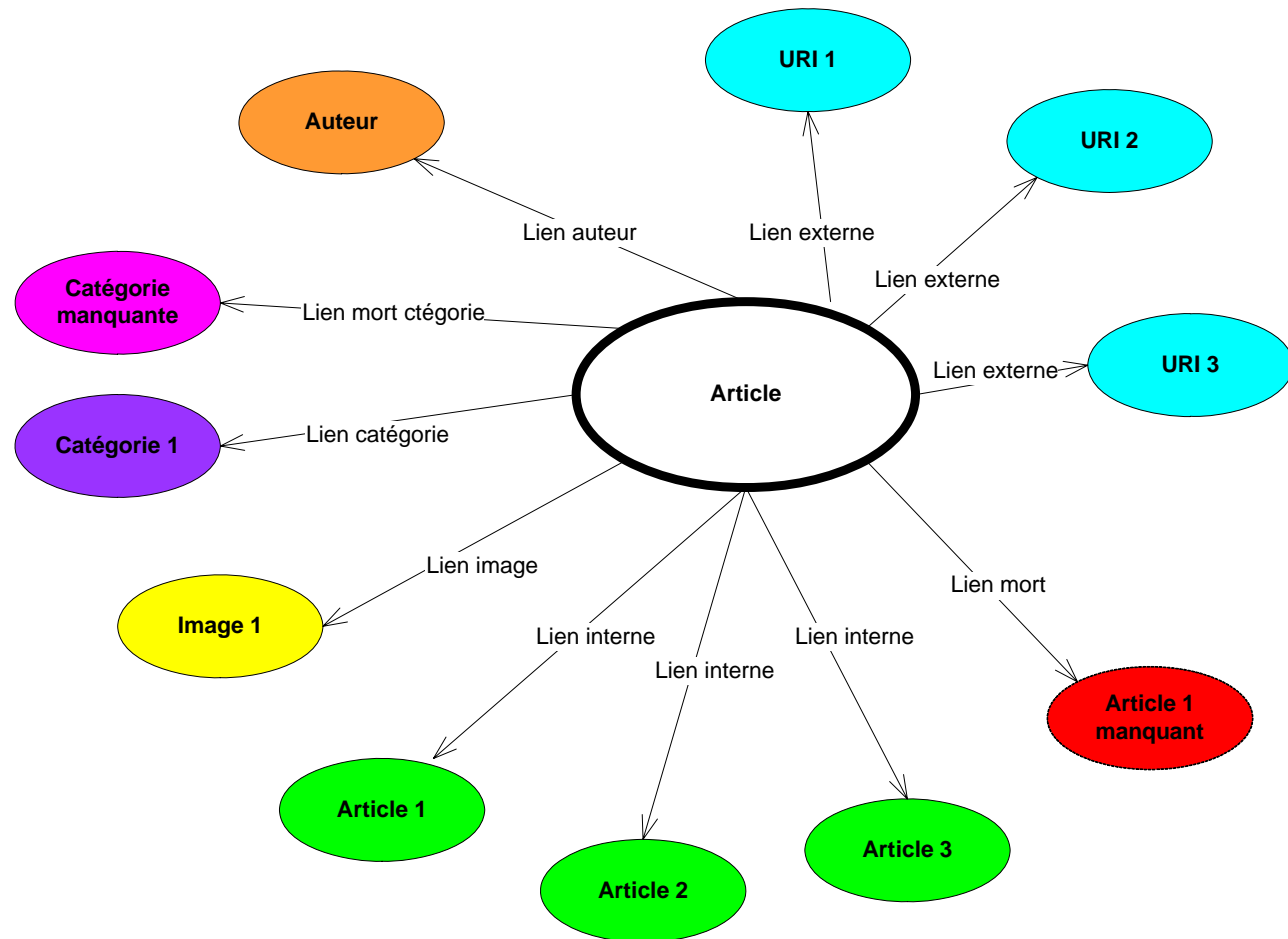 URI 1
Auteur
URI 2
Lien auteur
Lien externe
Lien externe
Catégorie
manquante
Lien mort ctégorie
URI 3
Lien externe
Article
Catégorie 1
Lien catégorie
Lien image
Lien mort
Image 1
Lien interne
Lien interne
Lien interne
Article 1
manquant
Article 1
Article 3
Article 2